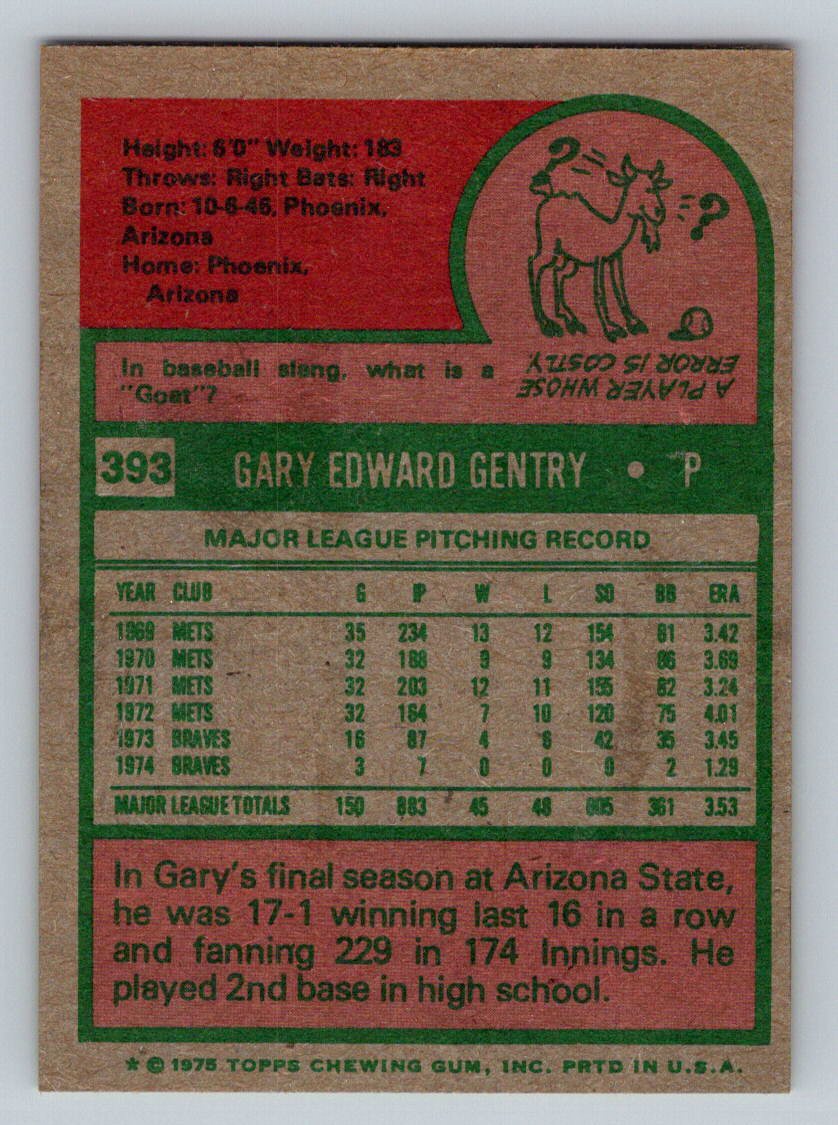 Height: 6'0" Weight: 183
Throws: Right Bats: Right
Born: 10-6-46, Phoenix,
Arizona
Home: Phoenix,
Arizona
? ?
In baseball slang, what is a
"Goat"?
A PLAYER WHOSE
ERROR IS COSTLY.
393 GARY EDWARD GENTRY • P
MAJOR LEAGUE PITCHING RECORD
YEAR CLUB G IP W L SO BB ERA
1969 METS 35 234 13 12 154 81 3.42
1970 METS 32 188 9 9 134 86 3.69
1971 METS 32 203 12 11 155 82 3.24
1972 METS 32 164 7 10 120 75 4.01
1973 BRAVES 16 87 4 6 42 35 3.45
1974 BRAVES 3 7 0 0 0 2 1.29
MAJOR LEAGUE TOTALS 150 883 45 48 605 361 3.53
In Gary's final season at Arizona State,
he was 17-1 winning last 16 in a row
and fanning 229 in 174 Innings. He
played 2nd base in high school.
* © 1975 TOPPS CHEWING GUM, INC. PRTD IN U.S.A.